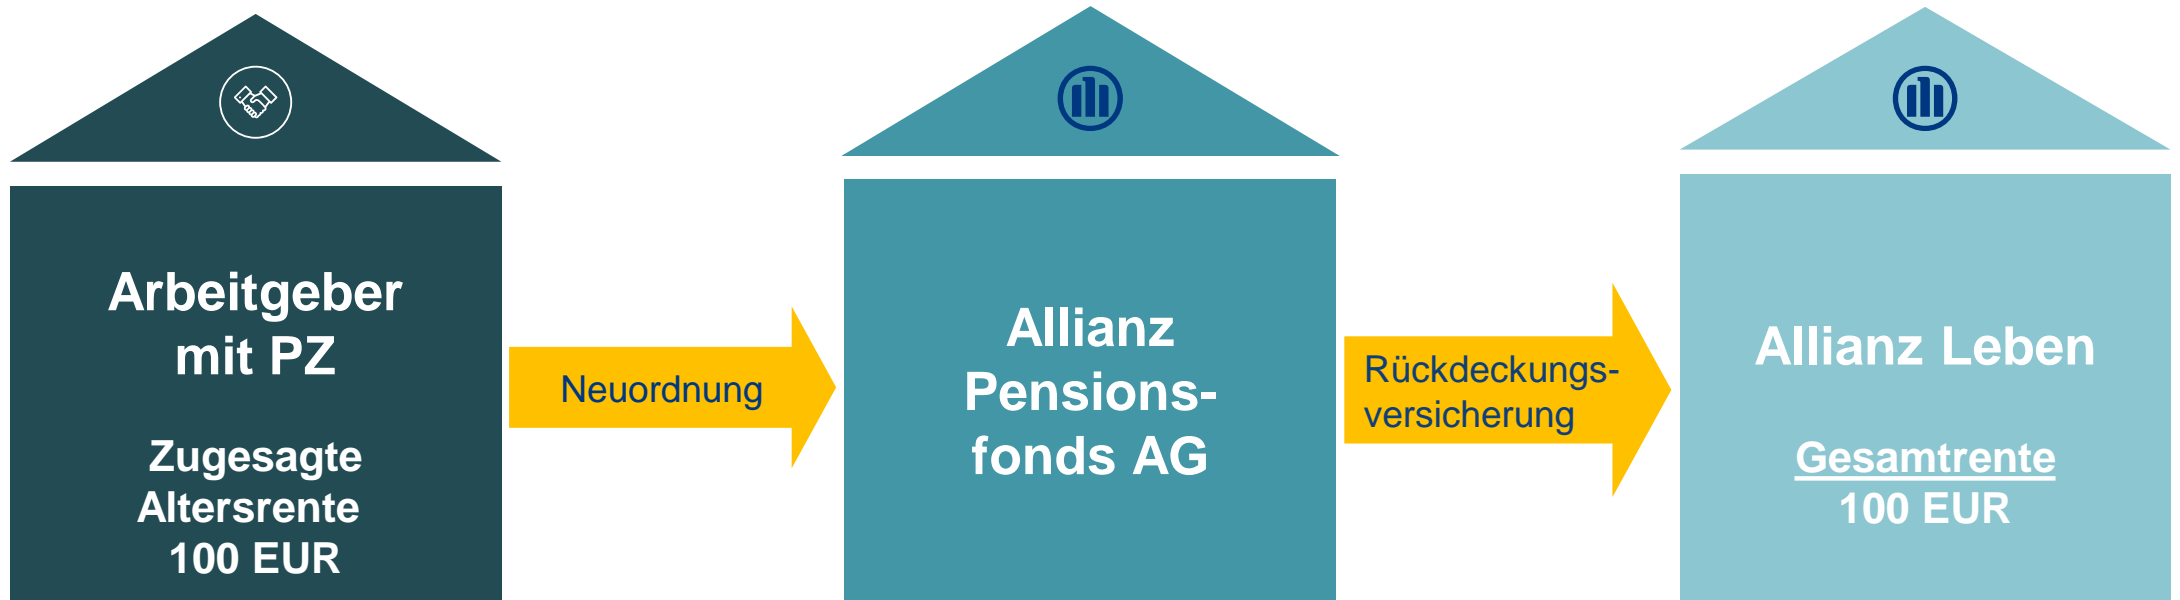 Arbeitgeber
mit PZ
Zugesagte
Altersrente
100 EUR
Neuordnung
Allianz
Pensions-
fonds AG
Rückdeckungs-
versicherung
Allianz Leben
Gesamtrente
100 EUR